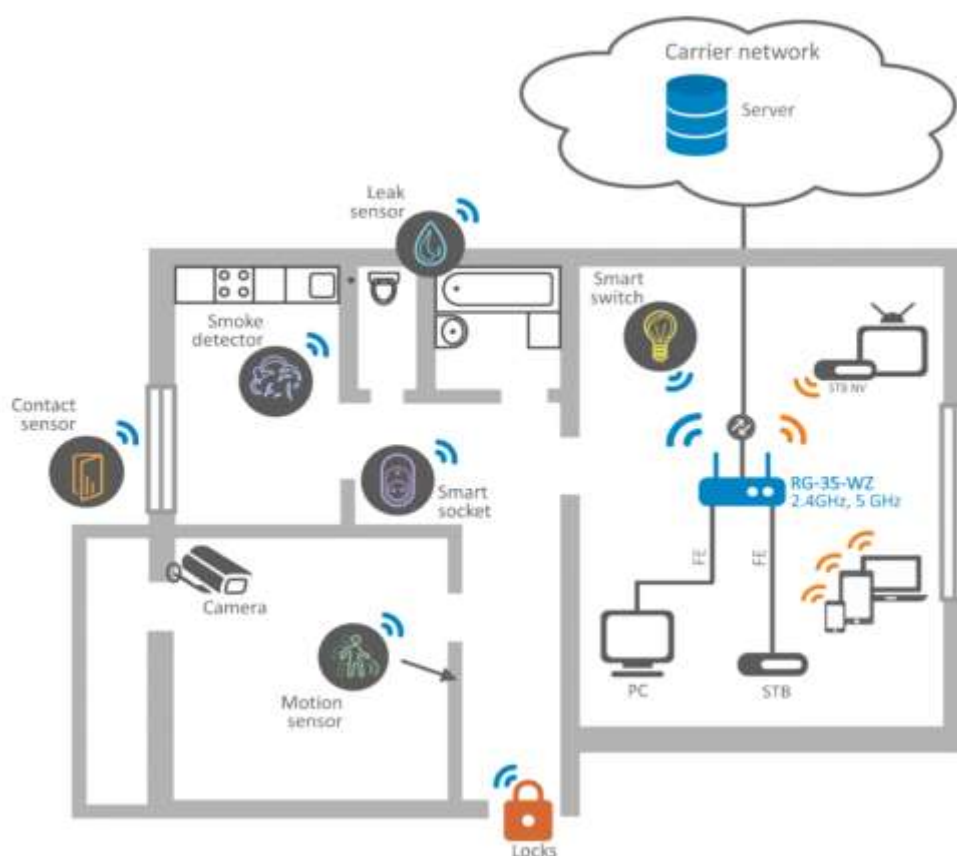 Carrier network
Server
Leak
sensor
Smart
switch
Smoke
detector
STB NV
Contact
sensor
Smart
socket
RG-35-WZ
2.4GHz, 5 GHz
FE
FE
Camera
PC
STB
Motion
sensor
Locks